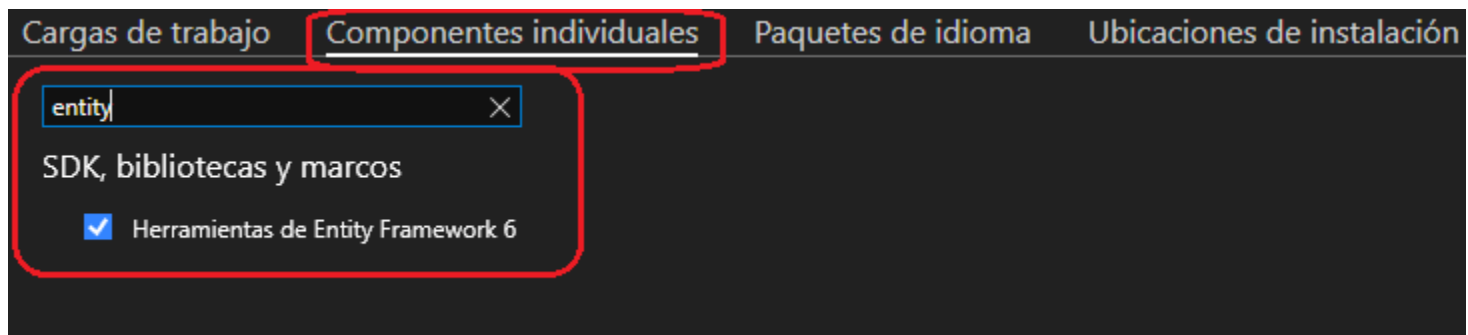 Cargas de trabajo Componentes individuales Paquetes de idioma Ubicaciones de instalación
entity
SDK, bibliotecas y marcos
Herramientas de Entity Framework 6